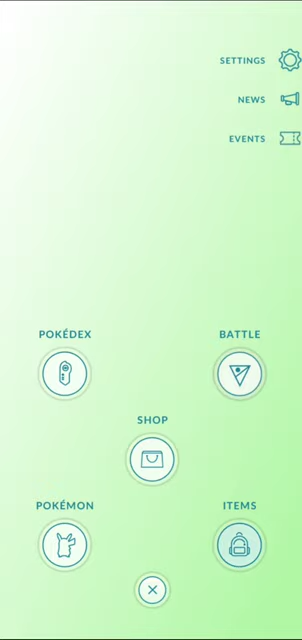 SETTINGS
NEWS
EVENTS
POKÉDEX
BATTLE
SHOP
POKÉMON
ITEMS